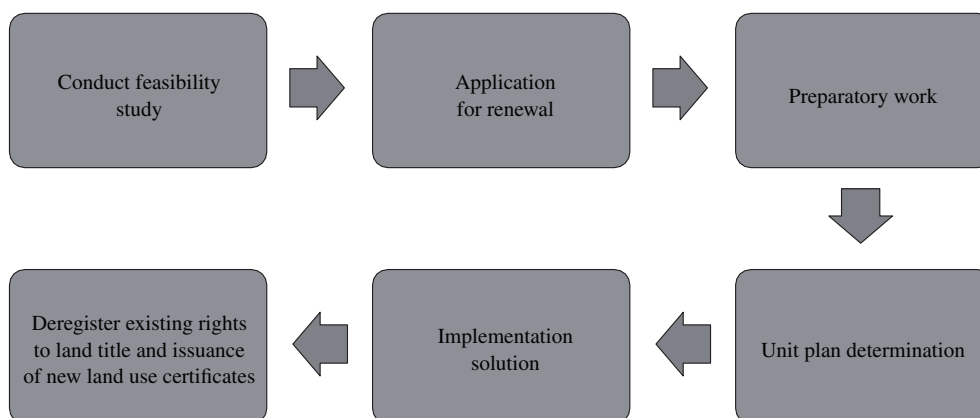 Conduct feasibility
study
Application
for renewal
Preparatory work
Unit plan determination
Implementation
solution
Deregister existing rights
to land title and issuance
of new land use certificates